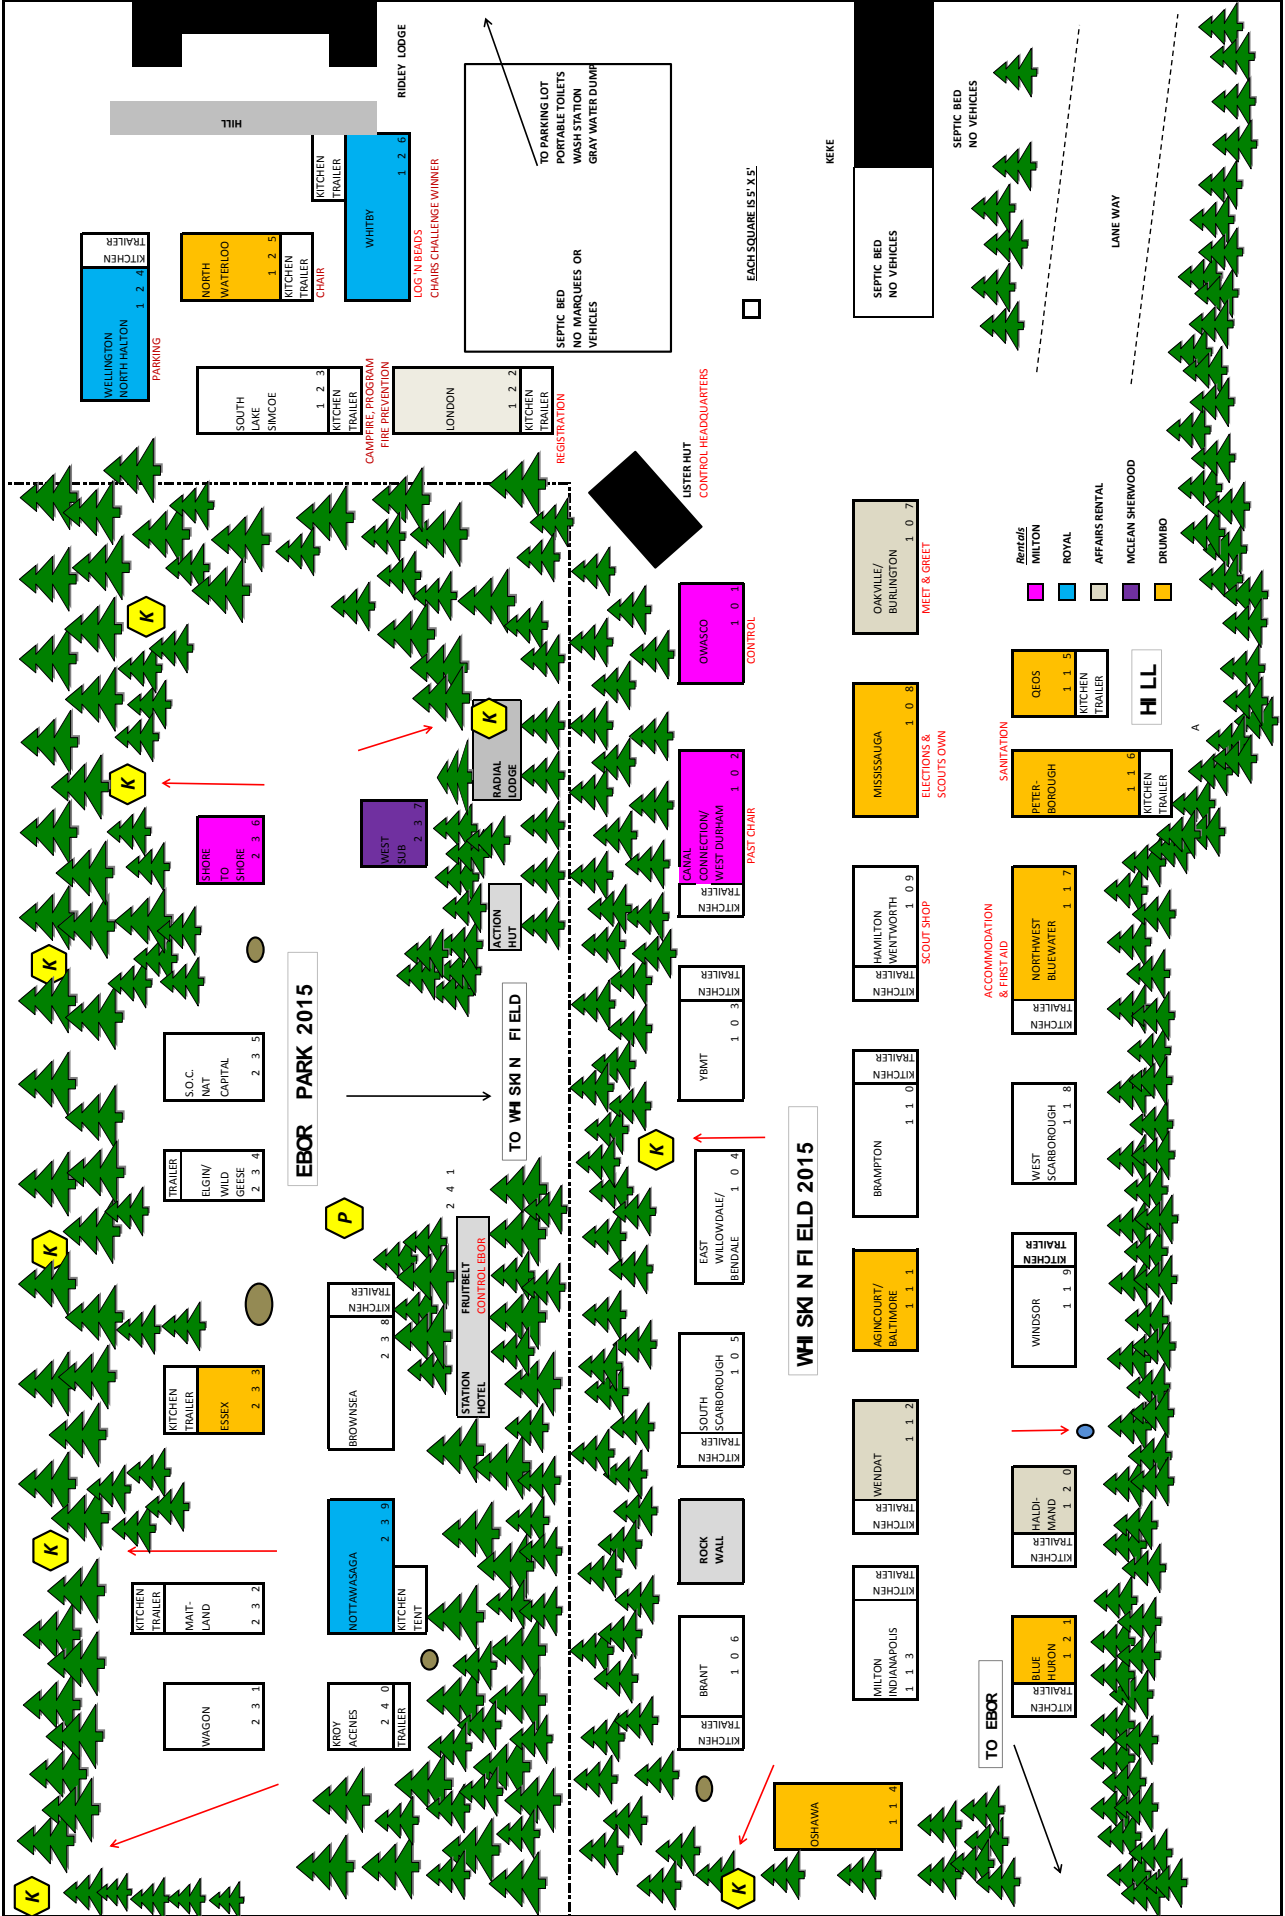 HILL
RIDLEY LODGE
TO PARKING LOT
PORTABLE TOILETS
WASH STATION
GRAY WATER DUMP
SEPTIC BED
NO MARQUEES OR
VEHICLES
KITCHEN
TRAILER
WHITBY
1 2 6
LOG 'N BEADS
CHAIRS CHALLENGE WINNER
KITCHEN
TRAILER
WELLINGTON
NORTH HALTON
1 2 4
PARKING
NORTH
WATERLOO
1 2 5
KITCHEN
TRAILER
CHAIR
SOUTH
LAKE
SIMCOE
1 2 3
KITCHEN
TRAILER
CAMPFIRE, PROGRAM
FIRE PREVENTION
LONDON
1 2 2
KITCHEN
TRAILER
REGISTRATION
EACH SQUARE IS 5' X 5'
KEKE
SEPTIC BED
NO VEHICLES
SEPTIC BED
NO VEHICLES
LANE WAY
LISTER HUT
CONTROL HEADQUARTERS
Rentals
MILTON
ROYAL
AFFAIRS RENTAL
MCLEAN SHERWOOD
DRUMBO
K
K
K
K
K
K
K
K
K
P
SHORE
TO
SHORE
2 3 6
WEST
SUB
2 3 7
RADIAL
LODGE
ACTION
HUT
EBOR PARK 2015
TO WHISKIN FIELD
S.O.C.
NAT
CAPITAL
2 3 5
TRAILER
ELGIN/
WILD
GEESE
2 3 4
KITCHEN
TRAILER
ESSEX
2 3 3
KITCHEN
TRAILER
MAIT-
LAND
2 3 2
WAGON
2 3 1
BROWNSEA
2 3 8
KITCHEN
TRAILER
STATION
HOTEL
FRUITBELT
CONTROL EBOR
2 4 1
NOTTAWASAGA
2 3 9
KITCHEN
TENT
KROY
ACENES
2 4 0
TRAILER
OWASCO
1 0 1
CONTROL
CANAL
CONNECTION/
WEST DURHAM
1 0 2
KITCHEN
TRAILER
PAST CHAIR
YBMT
1 0 3
KITCHEN
TRAILER
EAST
WILLOWDALE/
BENDALE
1 0 4
SOUTH
SCARBOROUGH
1 0 5
KITCHEN
TRAILER
ROCK
WALL
BRANT
1 0 6
KITCHEN
TRAILER
WHISKIN FIELD 2015
OAKVILLE/
BURLINGTON
1 0 7
MEET & GREET
MISSISSAUGA
1 0 8
ELECTIONS &
SCOUTS OWN
HAMILTON
WENTWORTH
1 0 9
KITCHEN
TRAILER
SCOUT SHOP
BRAMPTON
1 1 0
KITCHEN
TRAILER
AGINCOURT/
BALTIMORE
1 1 1
WENDAT
1 1 2
KITCHEN
TRAILER
MILTON
INDIANAPOLIS
1 1 3
KITCHEN
TRAILER
OSHAWA
1 1 4
QEOS
1 1 5
KITCHEN
TRAILER
SANITATION
HILL
A
PETER-
BOROUGH
1 1 6
KITCHEN
TRAILER
ACCOMMODATION
& FIRST AID
NORTHWEST
BLUEWATER
1 1 7
KITCHEN
TRAILER
WEST
SCARBOROUGH
1 1 8
WINDSOR
1 1 9
KITCHEN
TRAILER
HALDI-
MAND
1 2 0
KITCHEN
TRAILER
BLUE
HURON
1 2 1
KITCHEN
TRAILER
TO EBOR